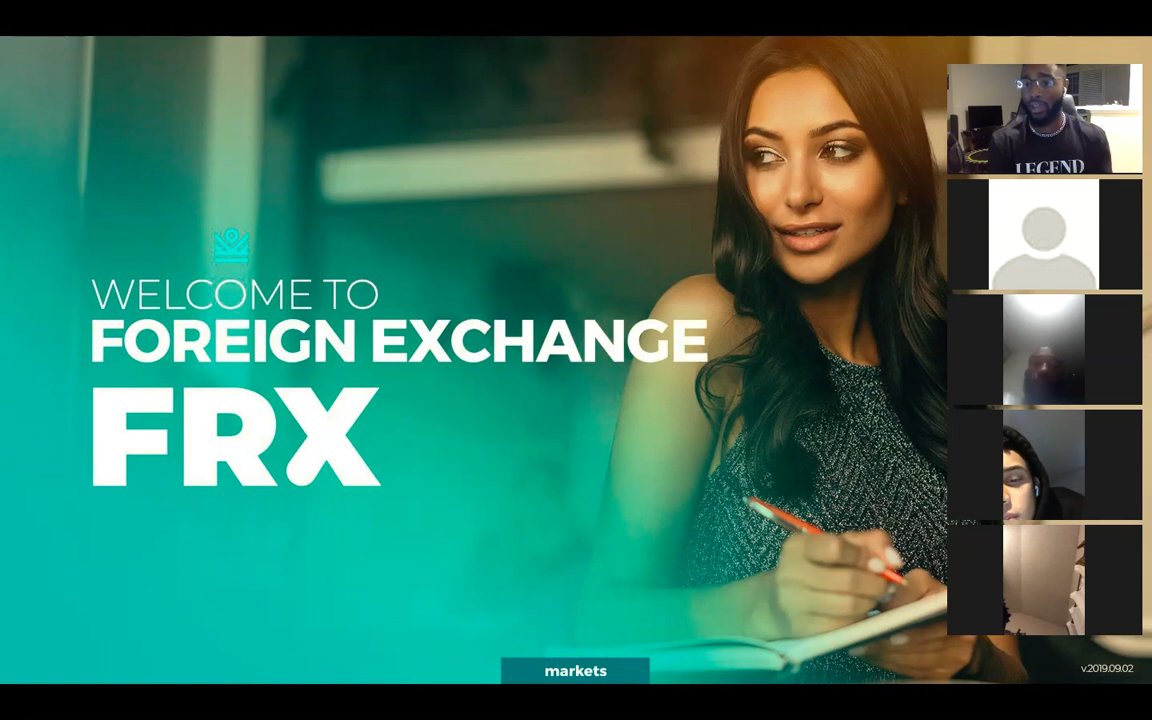 WELCOME TO
FOREIGN EXCHANGE
FRX
markets
LEGEND
v.2019.09.02